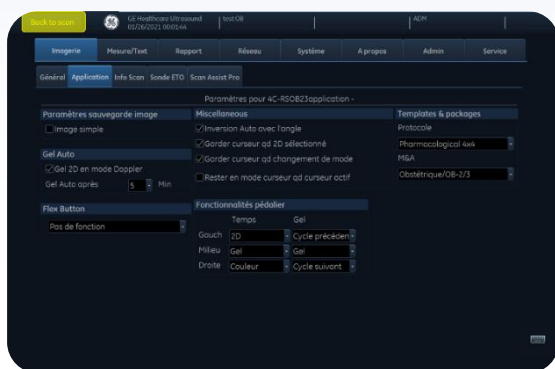 Back to scan
GE Healthcare Ultrasound
01/26/2021 00:01:44
test OB
ADM
Imagerie Mesure/Text Rapport Réseau Système A propos Admin Service
Général Application Info Scan Sonde ETO Scan Assist Pro
Paramètres pour 4C-RSOB23application -
Paramètres sauvegarde image
Image simple
Gel Auto
Gel 2D en mode Doppler
Gel Auto après 5 Min
Flex Button
Pas de fonction
Miscellaneous
Inversion Auto avec l'angle
Garder curseur qd 2D sélectionné
Garder curseur qd changement de mode
Rester en mode curseur qd curseur actif
Fonctionnalités pédalier
Temps Gel
Gauch 2D Cycle précéden
Milieu Gel Gel
Droite Couleur Cycle suivant
Templates & packages
Protocole
Pharmacological 4x4
M&A
Obstétrique/OB-2/3